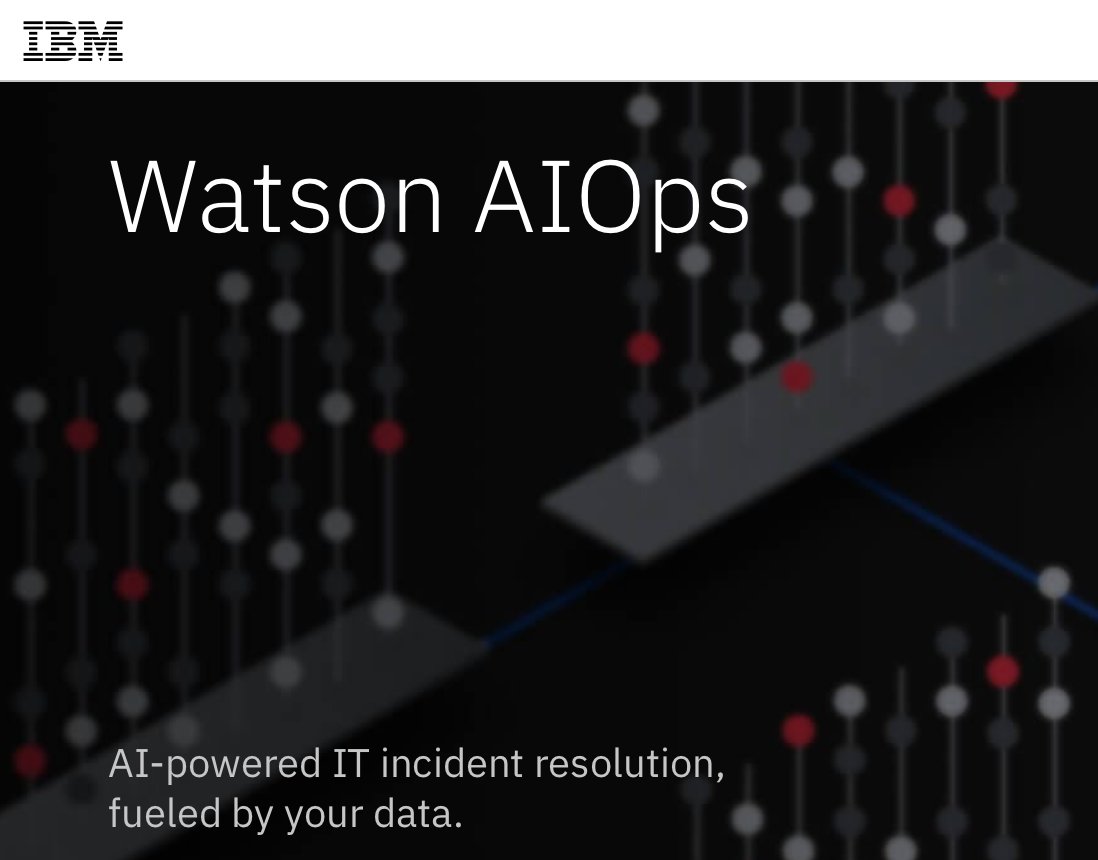 IBM
Watson AIOps
AI-powered IT incident resolution,
fueled by your data.